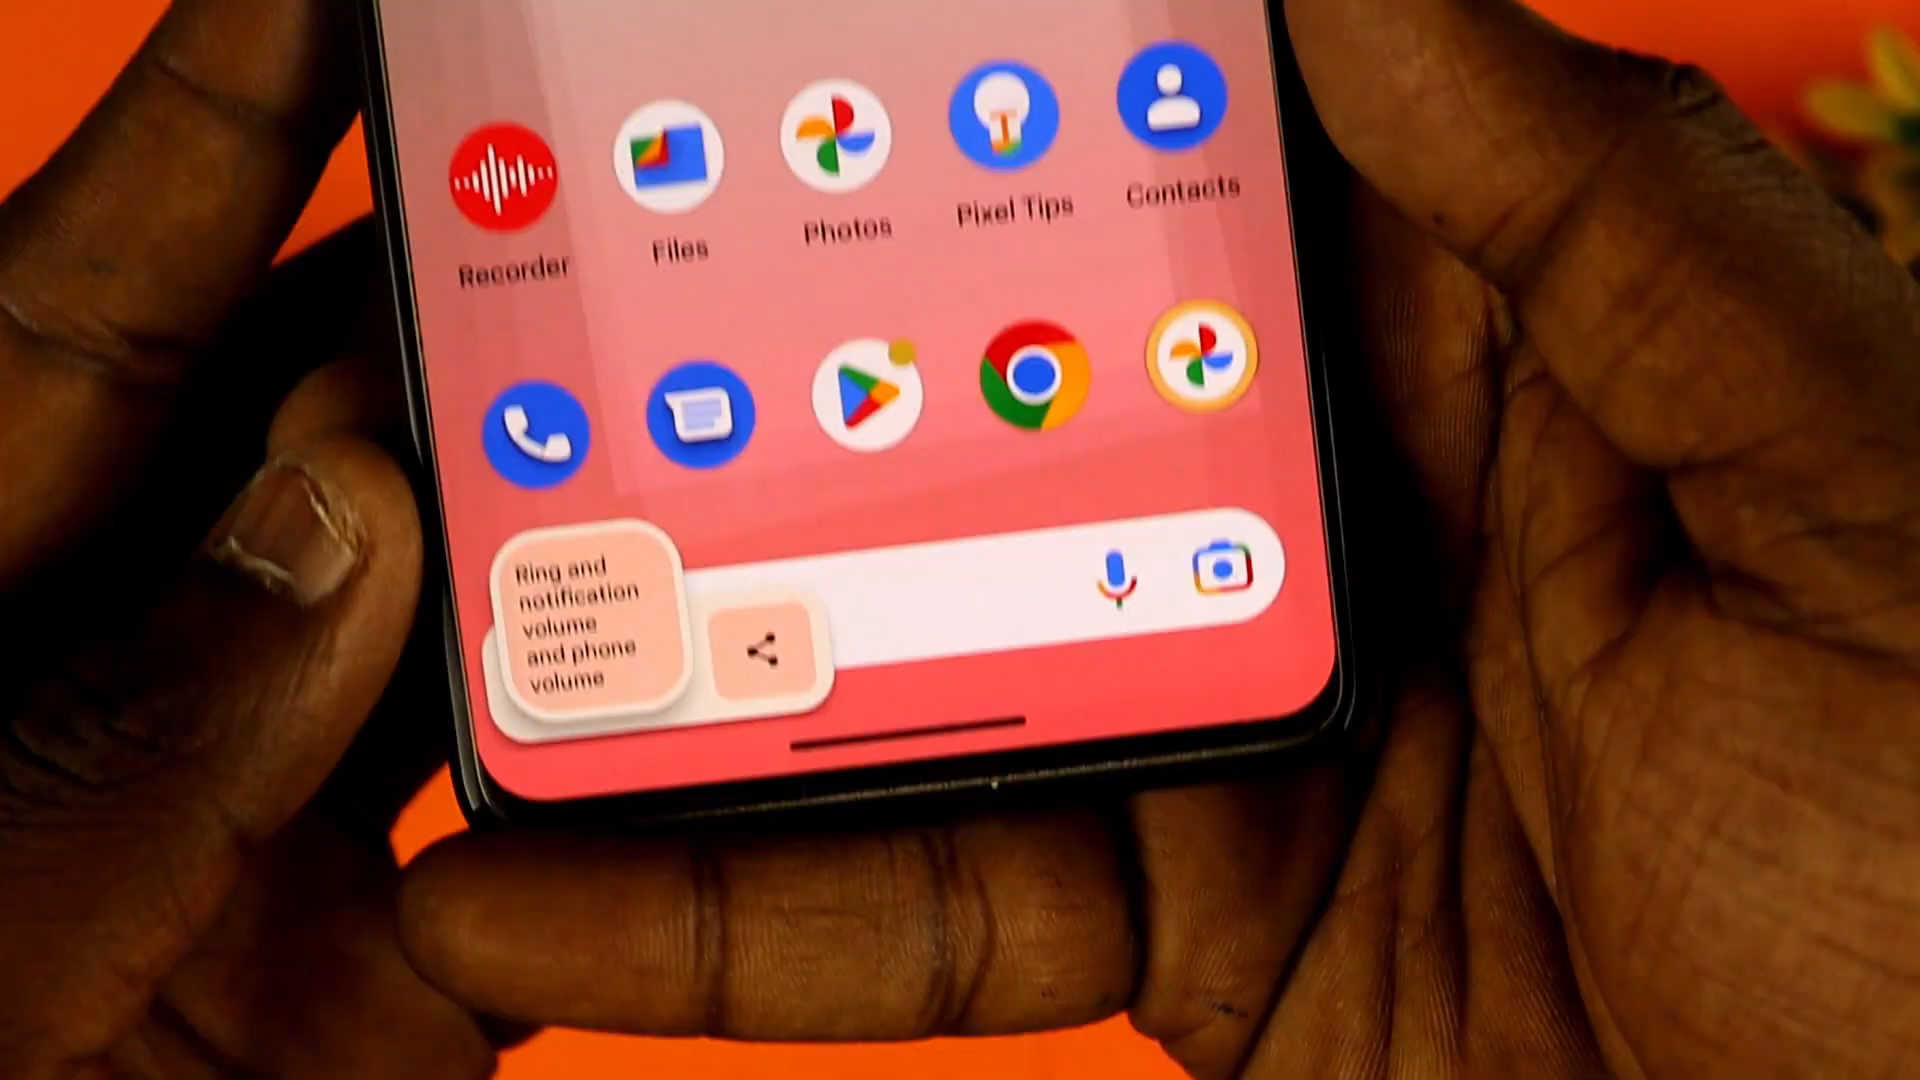 Recorder
Files
Photos
Pixel Tips
Contacts
Ring and
notification
volume
and phone
volume